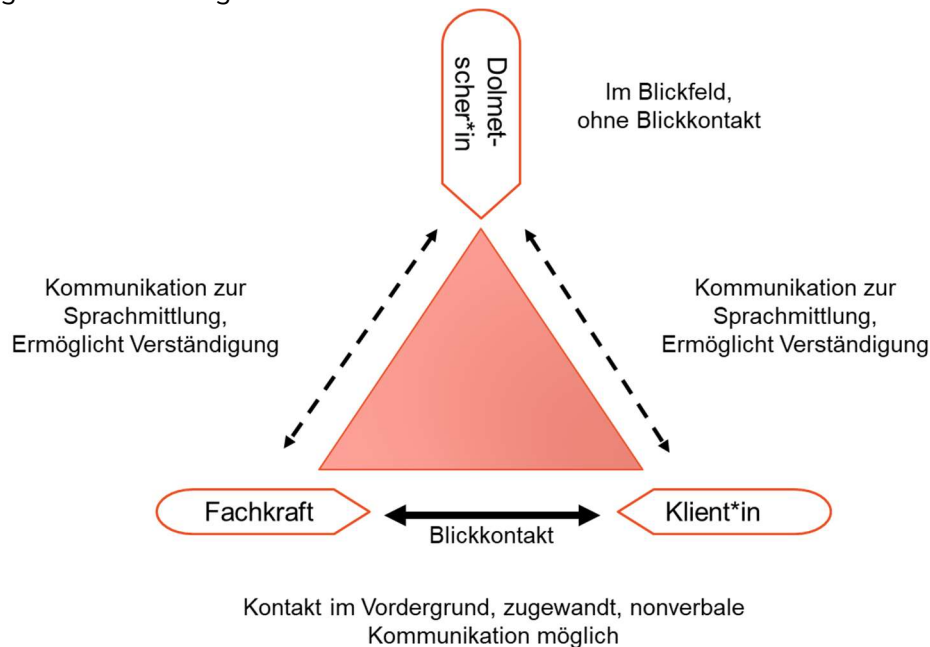 Dolmet-
scher*in
Im Blickfeld,
ohne Blickkontakt
Kommunikation zur
Sprachmittlung,
Ermöglicht Verständigung
Kommunikation zur
Sprachmittlung,
Ermöglicht Verständigung
Fachkraft
Klient*in
Blickkontakt
Kontakt im Vordergrund, zugewandt, nonverbale
Kommunikation möglich